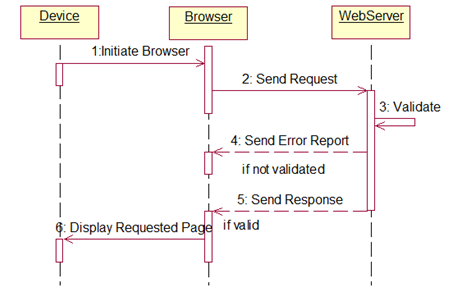 Device
Browser
WebServer
1:Initiate Browser
2: Send Request
3: Validate
4: Send Error Report
if not validated
5: Send Response
6: Display Requested Page
if valid